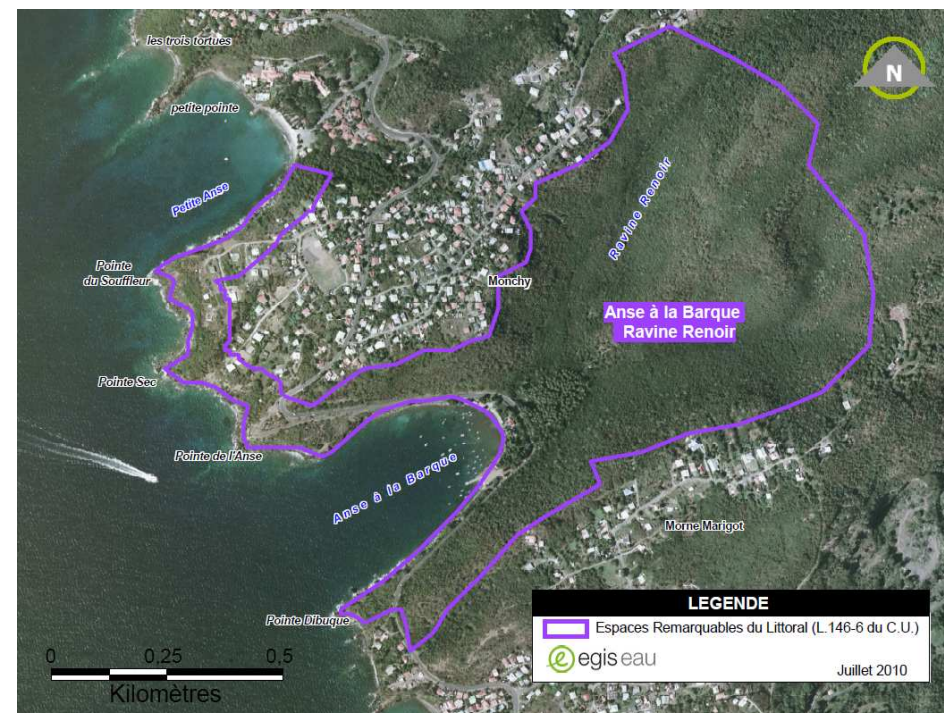 les trois tortues
N
petite pointe
Petite Anse
Ravine Renoir
Pointe
du Souffleur
Monchy
Anse à la Barque
Ravine Renoir
Pointe Sec
Pointe de l'Anse
Anse à la Barque
Morne Marigot
Pointe Dibuque
LEGENDE
Espaces Remarquables du Littoral (L.146-6 du C.U.)
egis eau
Juillet 2010
0 0,25 0,5
Kilomètres